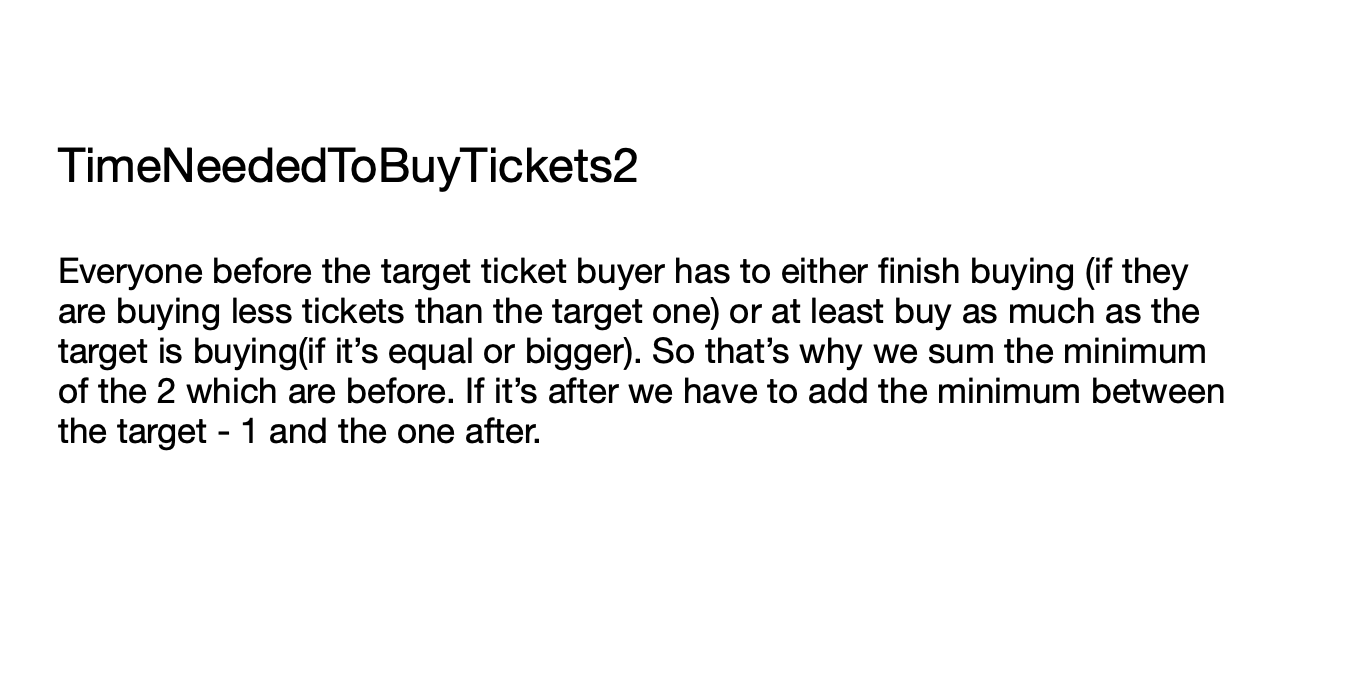 TimeNeededToBuyTickets2
Everyone before the target ticket buyer has to either finish buying (if they
are buying less tickets than the target one) or at least buy as much as the
target is buying(if it’s equal or bigger). So that’s why we sum the minimum
of the 2 which are before. If it’s after we have to add the minimum between
the target - 1 and the one after.